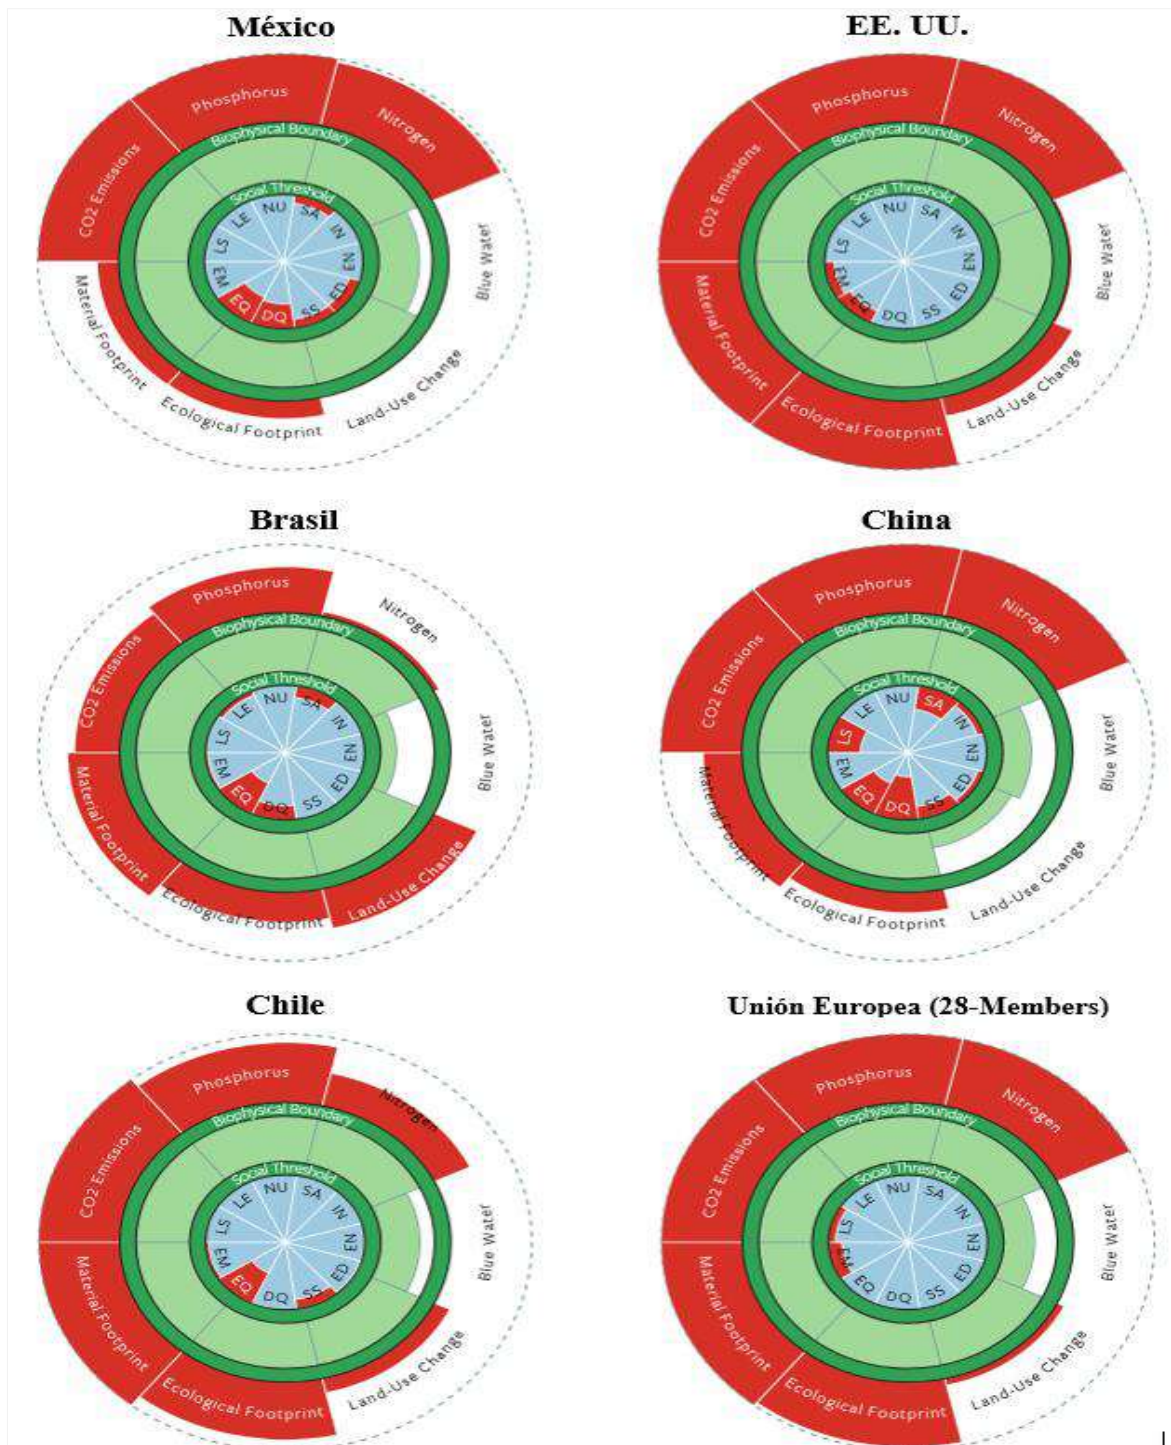 México
Phosphorus
Nitrogen
CO2 Emissions
Biophysical Boundary
Social Threshold
LE NU SA IN
LS EN
EM EQ DQ SS ED
Blue Water
Material Footprint
Ecological Footprint
Land-Use Change
EE. UU.
Phosphorus
Nitrogen
CO2 Emissions
Biophysical Boundary
Social Threshold
LE NU SA IN
LS EN
EM EQ DQ SS ED
Blue Water
Material Footprint
Ecological Footprint
Land-Use Change
Brasil
Phosphorus
Nitrogen
CO2 Emissions
Biophysical Boundary
Social Threshold
LE NU SA IN
LS EN
EM EQ DQ SS ED
Blue Water
Material Footprint
Ecological Footprint
Land-Use Change
China
Phosphorus
Nitrogen
CO2 Emissions
Biophysical Boundary
Social Threshold
LE NU SA IN
LS EN
EM EQ DQ SS ED
Blue Water
Material Footprint
Ecological Footprint
Land-Use Change
Chile
Phosphorus
Nitrogen
CO2 Emissions
Biophysical Boundary
Social Threshold
LE NU SA IN
LS EN
EM EQ DQ SS ED
Blue Water
Material Footprint
Ecological Footprint
Land-Use Change
Unión Europea (28-Members)
Phosphorus
Nitrogen
CO2 Emissions
Biophysical Boundary
Social Threshold
LE NU SA IN
LS EN
EM EQ DQ SS ED
Blue Water
Material Footprint
Ecological Footprint
Land-Use Change